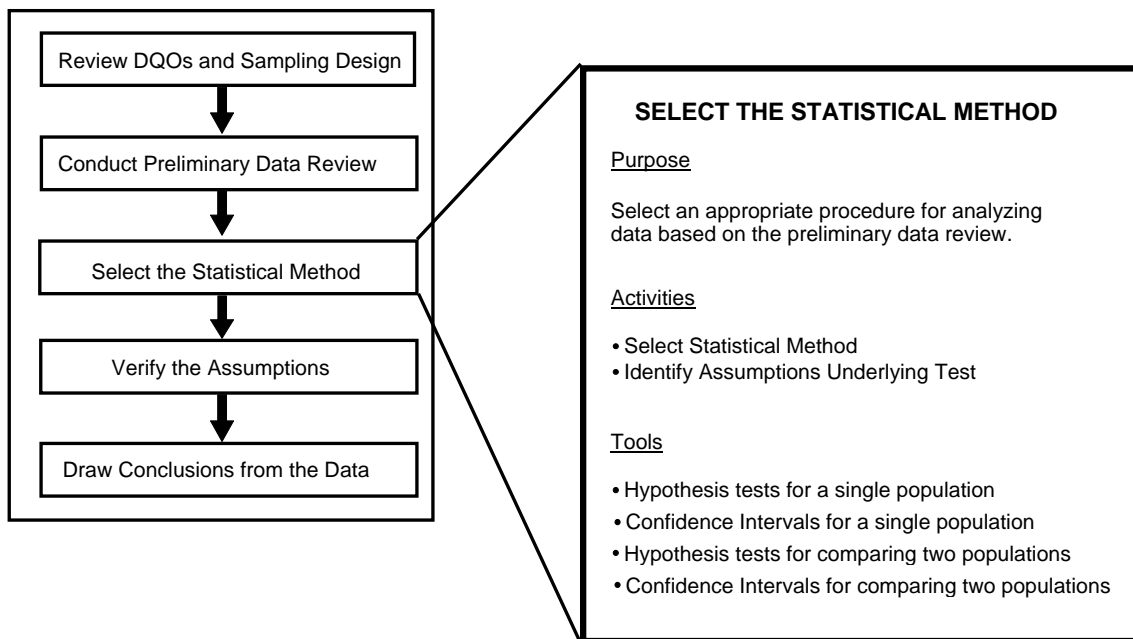 Review DQOs and Sampling Design
Conduct Preliminary Data Review
Select the Statistical Method
Verify the Assumptions
Draw Conclusions from the Data
SELECT THE STATISTICAL METHOD
Purpose
Select an appropriate procedure for analyzing
data based on the preliminary data review.
Activities
• Select Statistical Method
• Identify Assumptions Underlying Test
Tools
• Hypothesis tests for a single population
• Confidence Intervals for a single population
• Hypothesis tests for comparing two populations
• Confidence Intervals for comparing two populations